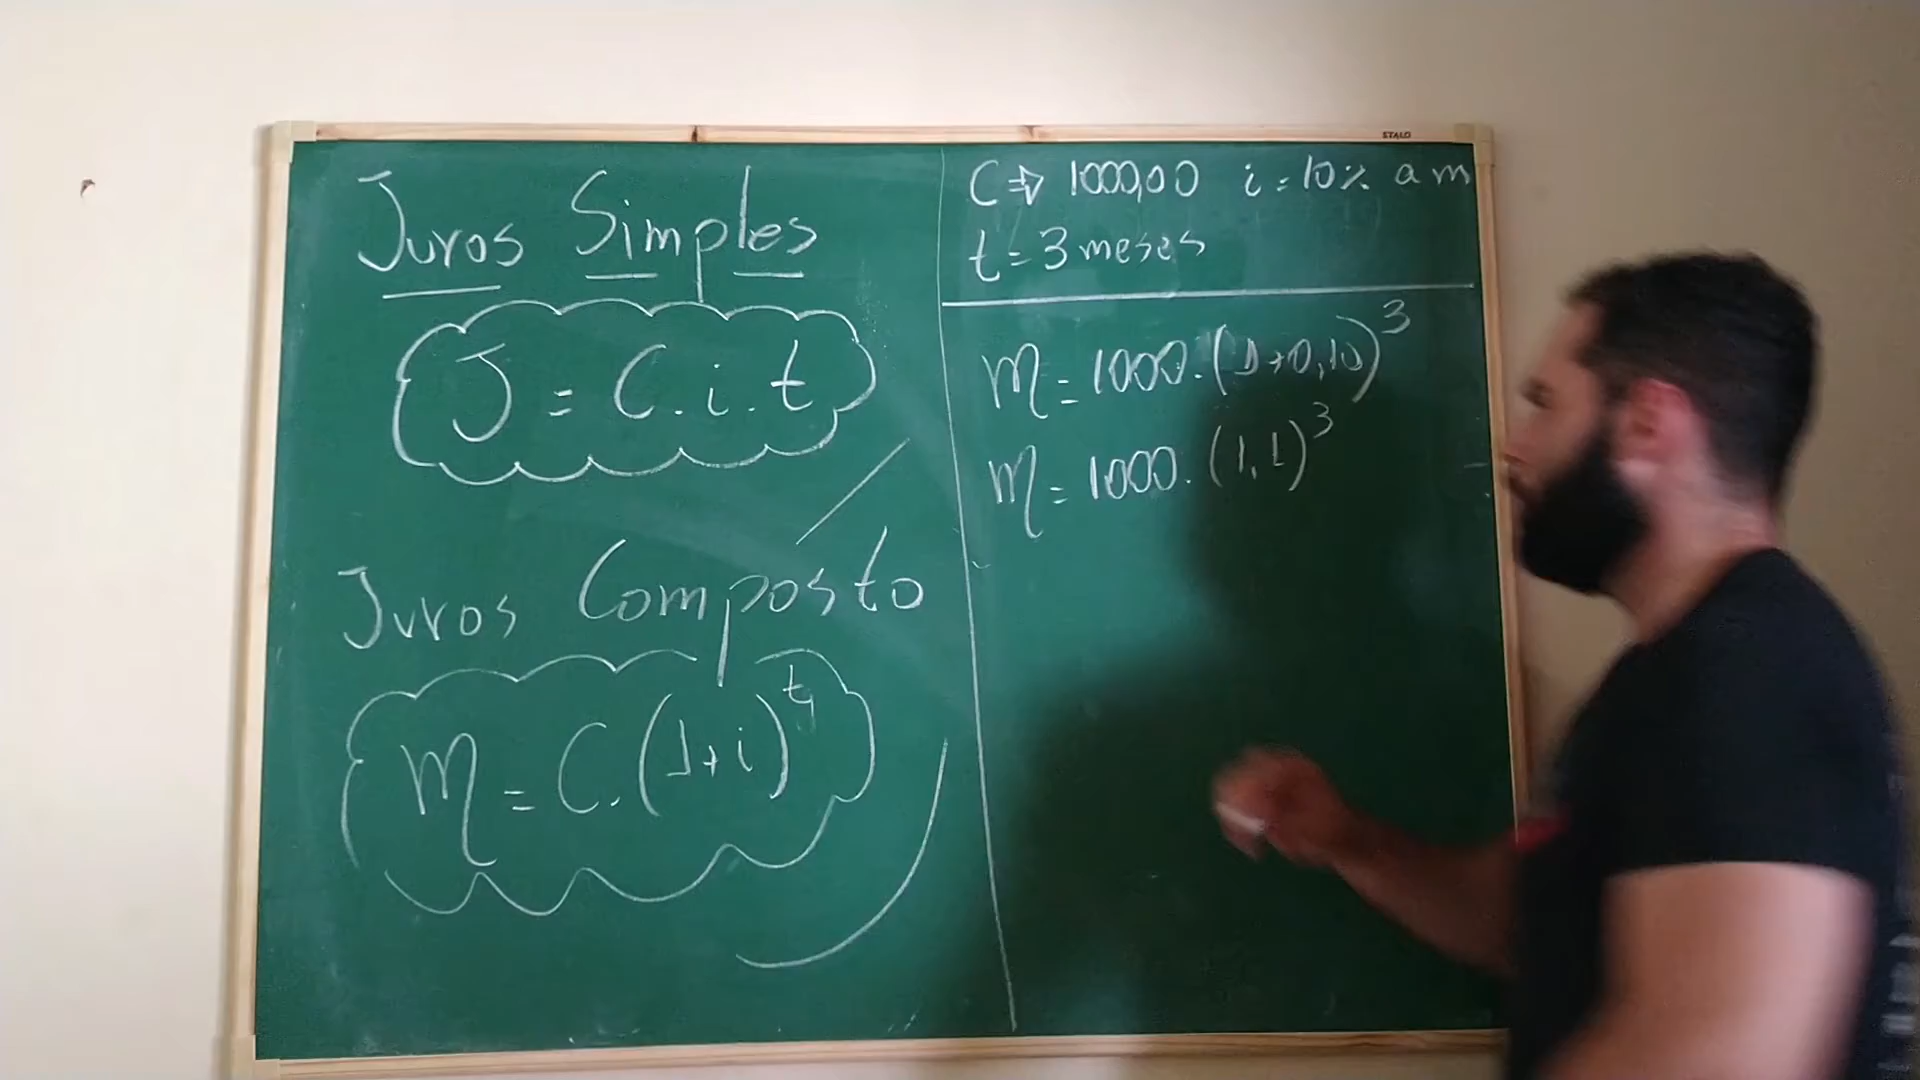 STALO
Juros Simples
J = C.i.t
Juros Composto
M = C.(1+i)^t
C ⇒ 1000,00 i = 10% a m
t = 3 meses
M = 1000.(1+0,10)^3
M = 1000.(1,1)^3